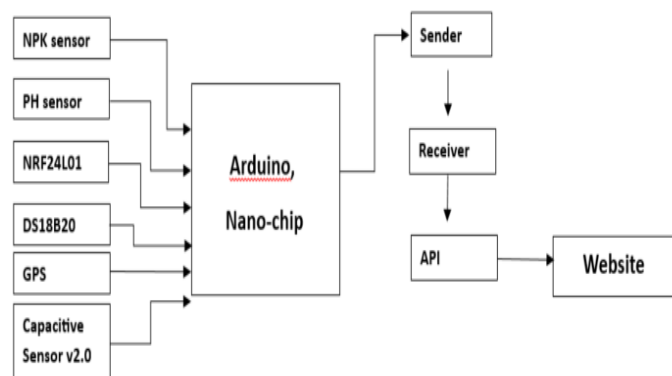 NPK sensor
PH sensor
NRF24L01
DS18B20
GPS
Capacitive
Sensor v2.0
Arduino,
Nano-chip
Sender
Receiver
API
Website